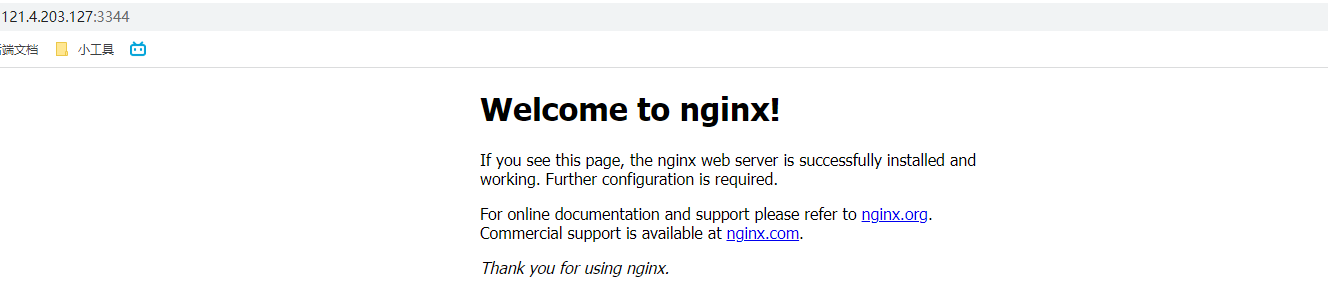 121.4.203.127:3344
端文档 小工具
Welcome to nginx!
If you see this page, the nginx web server is successfully installed and
working. Further configuration is required.
For online documentation and support please refer to nginx.org.
Commercial support is available at nginx.com.
Thank you for using nginx.